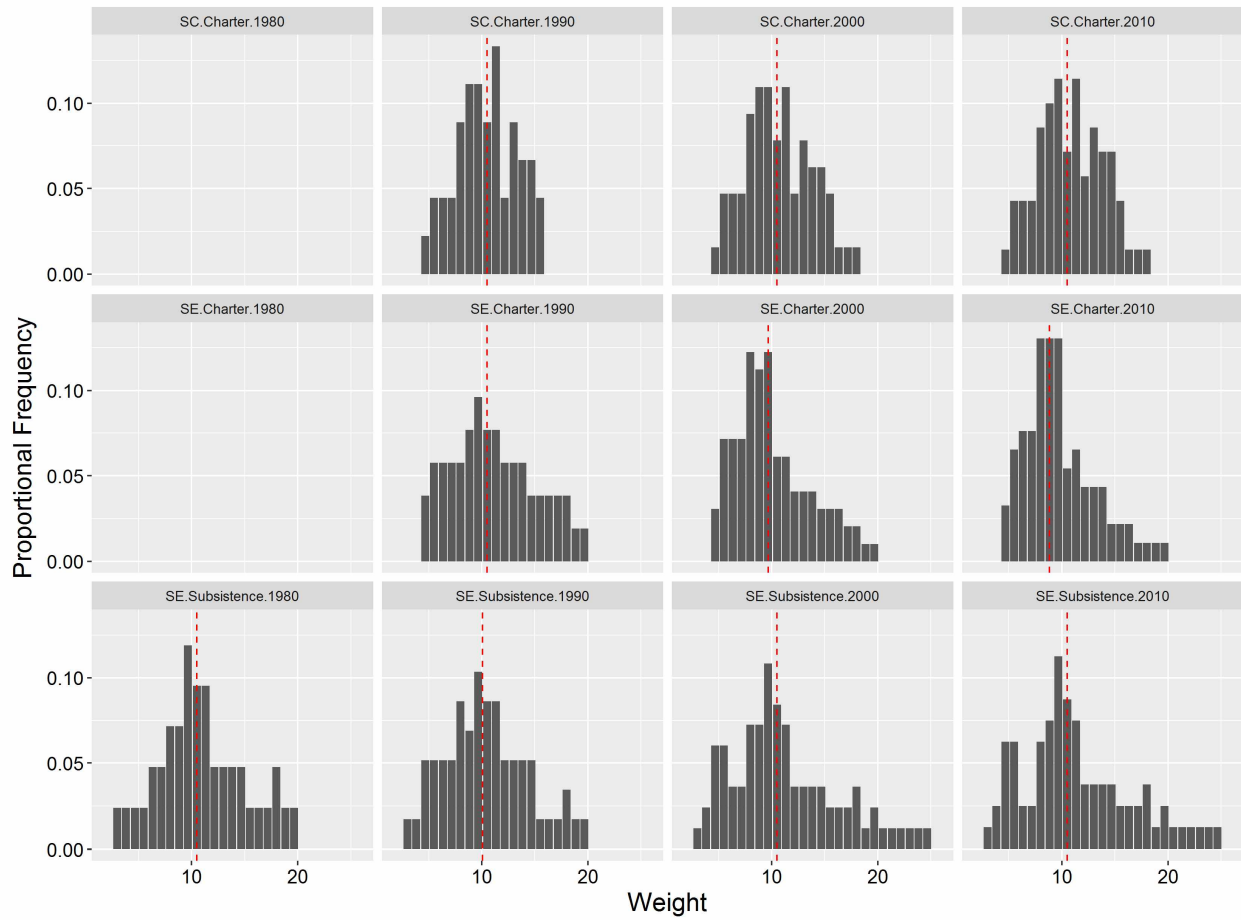 SC.Charter.1980 SC.Charter.1990 SC.Charter.2000 SC.Charter.2010
0.10
0.05
0.00
SE.Charter.1980 SE.Charter.1990 SE.Charter.2000 SE.Charter.2010
0.10
0.05
0.00
SE.Subsistence.1980 SE.Subsistence.1990 SE.Subsistence.2000 SE.Subsistence.2010
0.10
0.05
0.00
Proportional Frequency
10 20 10 20 10 20 10 20
Weight